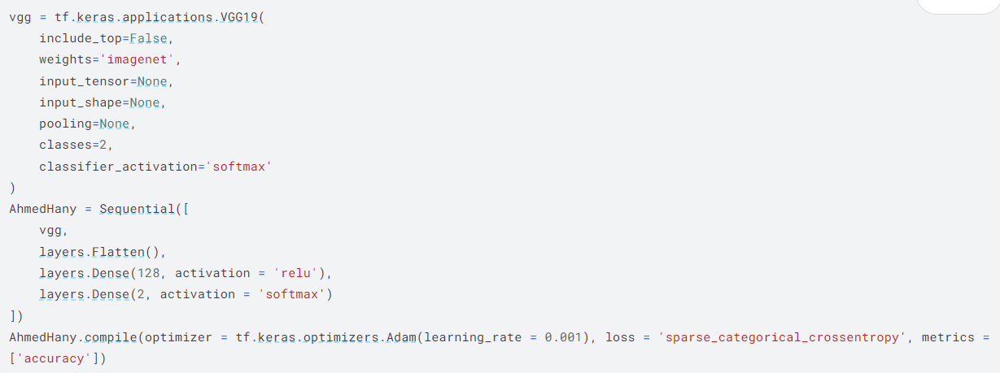 vgg = tf.keras.applications.VGG19(
    include_top=False,
    weights='imagenet',
    input_tensor=None,
    input_shape=None,
    pooling=None,
    classes=2,
    classifier_activation='softmax'
)
AhmedHany = Sequential([
    vgg,
    layers.Flatten(),
    layers.Dense(128, activation = 'relu'),
    layers.Dense(2, activation = 'softmax')
])
AhmedHany.compile(optimizer = tf.keras.optimizers.Adam(learning_rate = 0.001), loss = 'sparse_categorical_crossentropy', metrics =
['accuracy'])